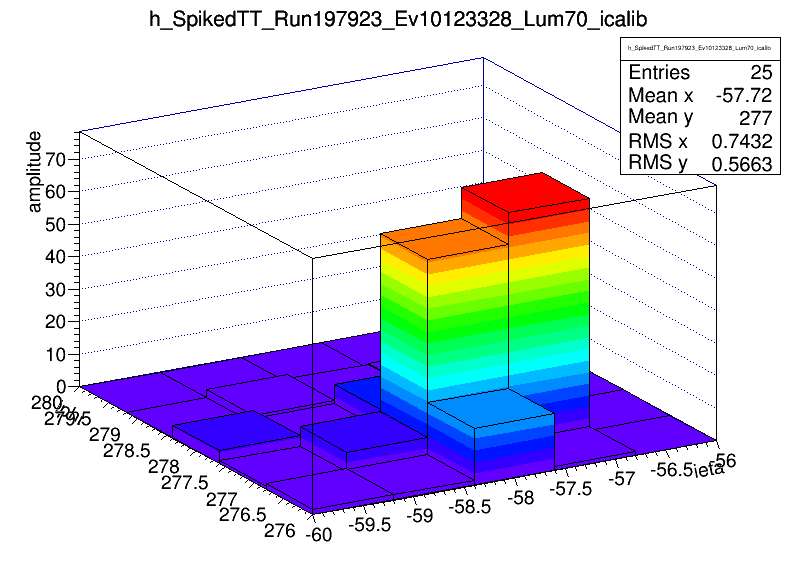 h_SpikedTT_Run197923_Ev10123328_Lum70_icalib
h_SpikedTT_Run197923_Ev10123328_Lum70_icalib
Entries 25
Mean x -57.72
Mean y 277
RMS x 0.7432
RMS y 0.5663
amplitude
70
60
50
40
30
20
10
0
280
279.5
279
278.5
278
277.5
277
276.5
276
-60
-59.5
-59
-58.5
-58
-57.5
-57
-56.5
-56
ieta